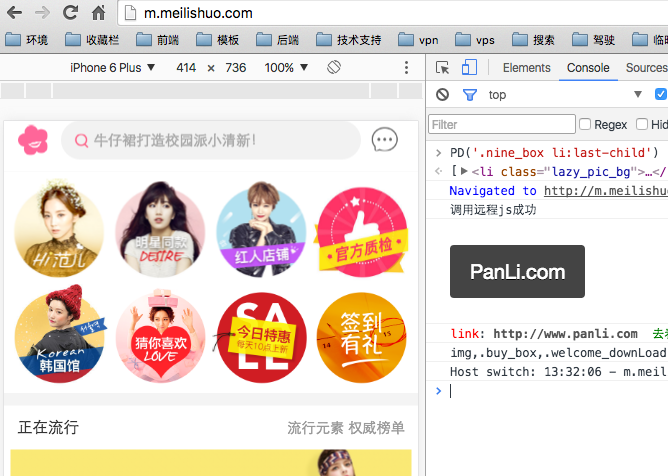 m.meilishuo.com
环境 收藏栏 前端 模板 后端 技术支持 vpn vps 搜索 驾驶 临时
iPhone 6 Plus ▼ 414 × 736 100% ▼
Elements Console Sources
top ▼
Filter Regex Hi
牛仔裙打造校园派小清新!
Hi范儿
明星同款
DESIRE
红人店铺
官方质检
Korean
韩国馆
猜你喜欢
LOVE
SALE
今日特惠
每天10点上新
签到
有礼
正在流行 流行元素 权威榜单
PD('.nine_box li:last-child')
[▶<li class="lazy_pic_bg">…</
Navigated to http://m.meilishuo
调用远程js成功
PanLi.com
link: http://www.panli.com 去
img,.buy_box,.welcome_downLoad
Host switch: 13:32:06 - m.meil